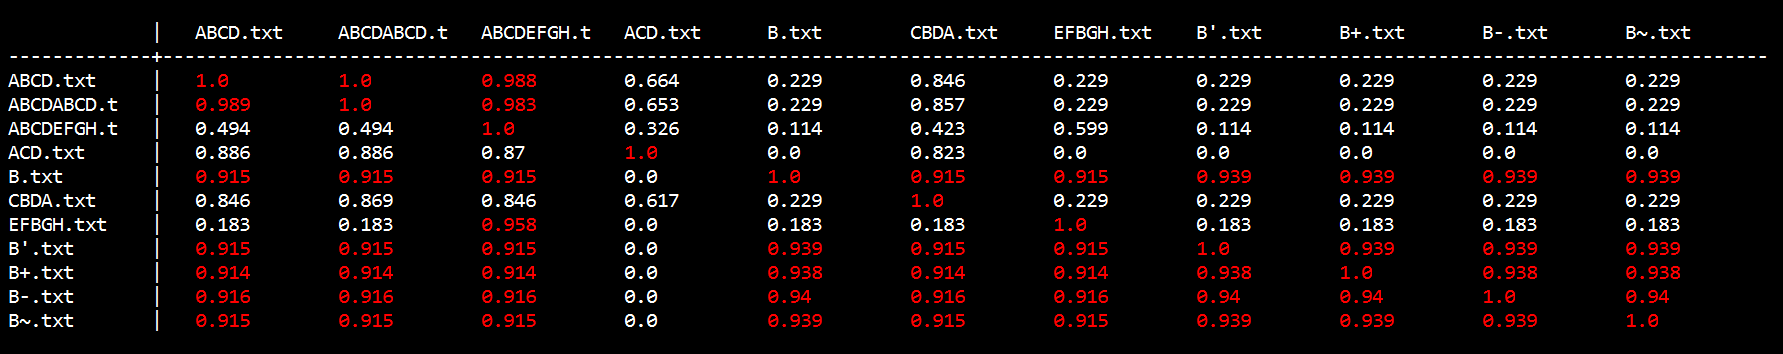 | ABCD.txt ABCDABCD.t ABCDEFGH.t ACD.txt B.txt CBDA.txt EFBGH.txt B'.txt B+.txt B-.txt B~.txt
-------------+-----------------------------------------------------------------------------------------------------------------------------------------------------
ABCD.txt | 1.0 1.0 0.988 0.664 0.229 0.846 0.229 0.229 0.229 0.229 0.229
ABCDABCD.t | 0.989 1.0 0.983 0.653 0.229 0.857 0.229 0.229 0.229 0.229 0.229
ABCDEFGH.t | 0.494 0.494 1.0 0.326 0.114 0.423 0.599 0.114 0.114 0.114 0.114
ACD.txt | 0.886 0.886 0.87 1.0 0.0 0.823 0.0 0.0 0.0 0.0 0.0
B.txt | 0.915 0.915 0.915 0.0 1.0 0.915 0.915 0.939 0.939 0.939 0.939
CBDA.txt | 0.846 0.869 0.846 0.617 0.229 1.0 0.229 0.229 0.229 0.229 0.229
EFBGH.txt | 0.183 0.183 0.958 0.0 0.183 0.183 1.0 0.183 0.183 0.183 0.183
B'.txt | 0.915 0.915 0.915 0.0 0.939 0.915 0.915 1.0 0.939 0.939 0.939
B+.txt | 0.914 0.914 0.914 0.0 0.938 0.914 0.914 0.938 1.0 0.938 0.938
B-.txt | 0.916 0.916 0.916 0.0 0.94 0.916 0.916 0.94 0.94 1.0 0.94
B~.txt | 0.915 0.915 0.915 0.0 0.939 0.915 0.915 0.939 0.939 0.939 1.0